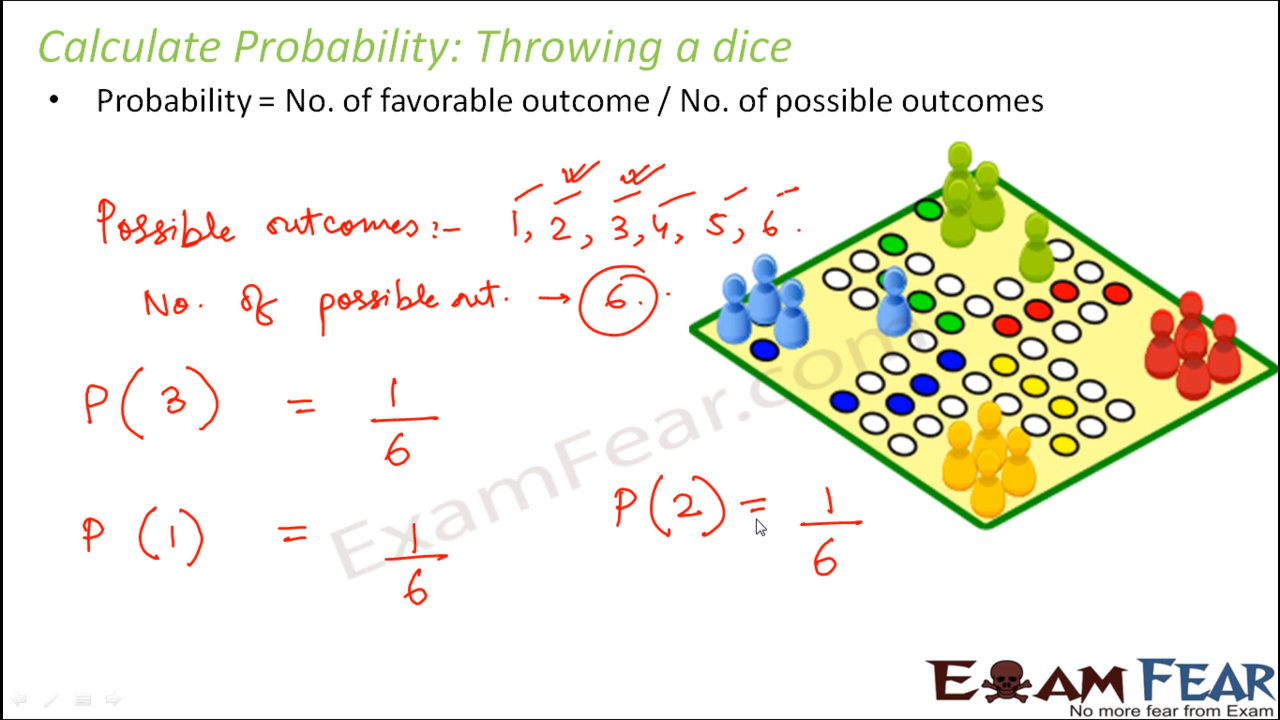 Calculate Probability: Throwing a dice
• Probability = No. of favorable outcome / No. of possible outcomes
Possible outcomes :- 1, 2, 3, 4, 5, 6.
No. of possible out. → 6.
P(3) = 1/6
P(1) = 1/6
P(2) = 1/6
ExamFear.com
EXAM FEAR
No more fear from Exam